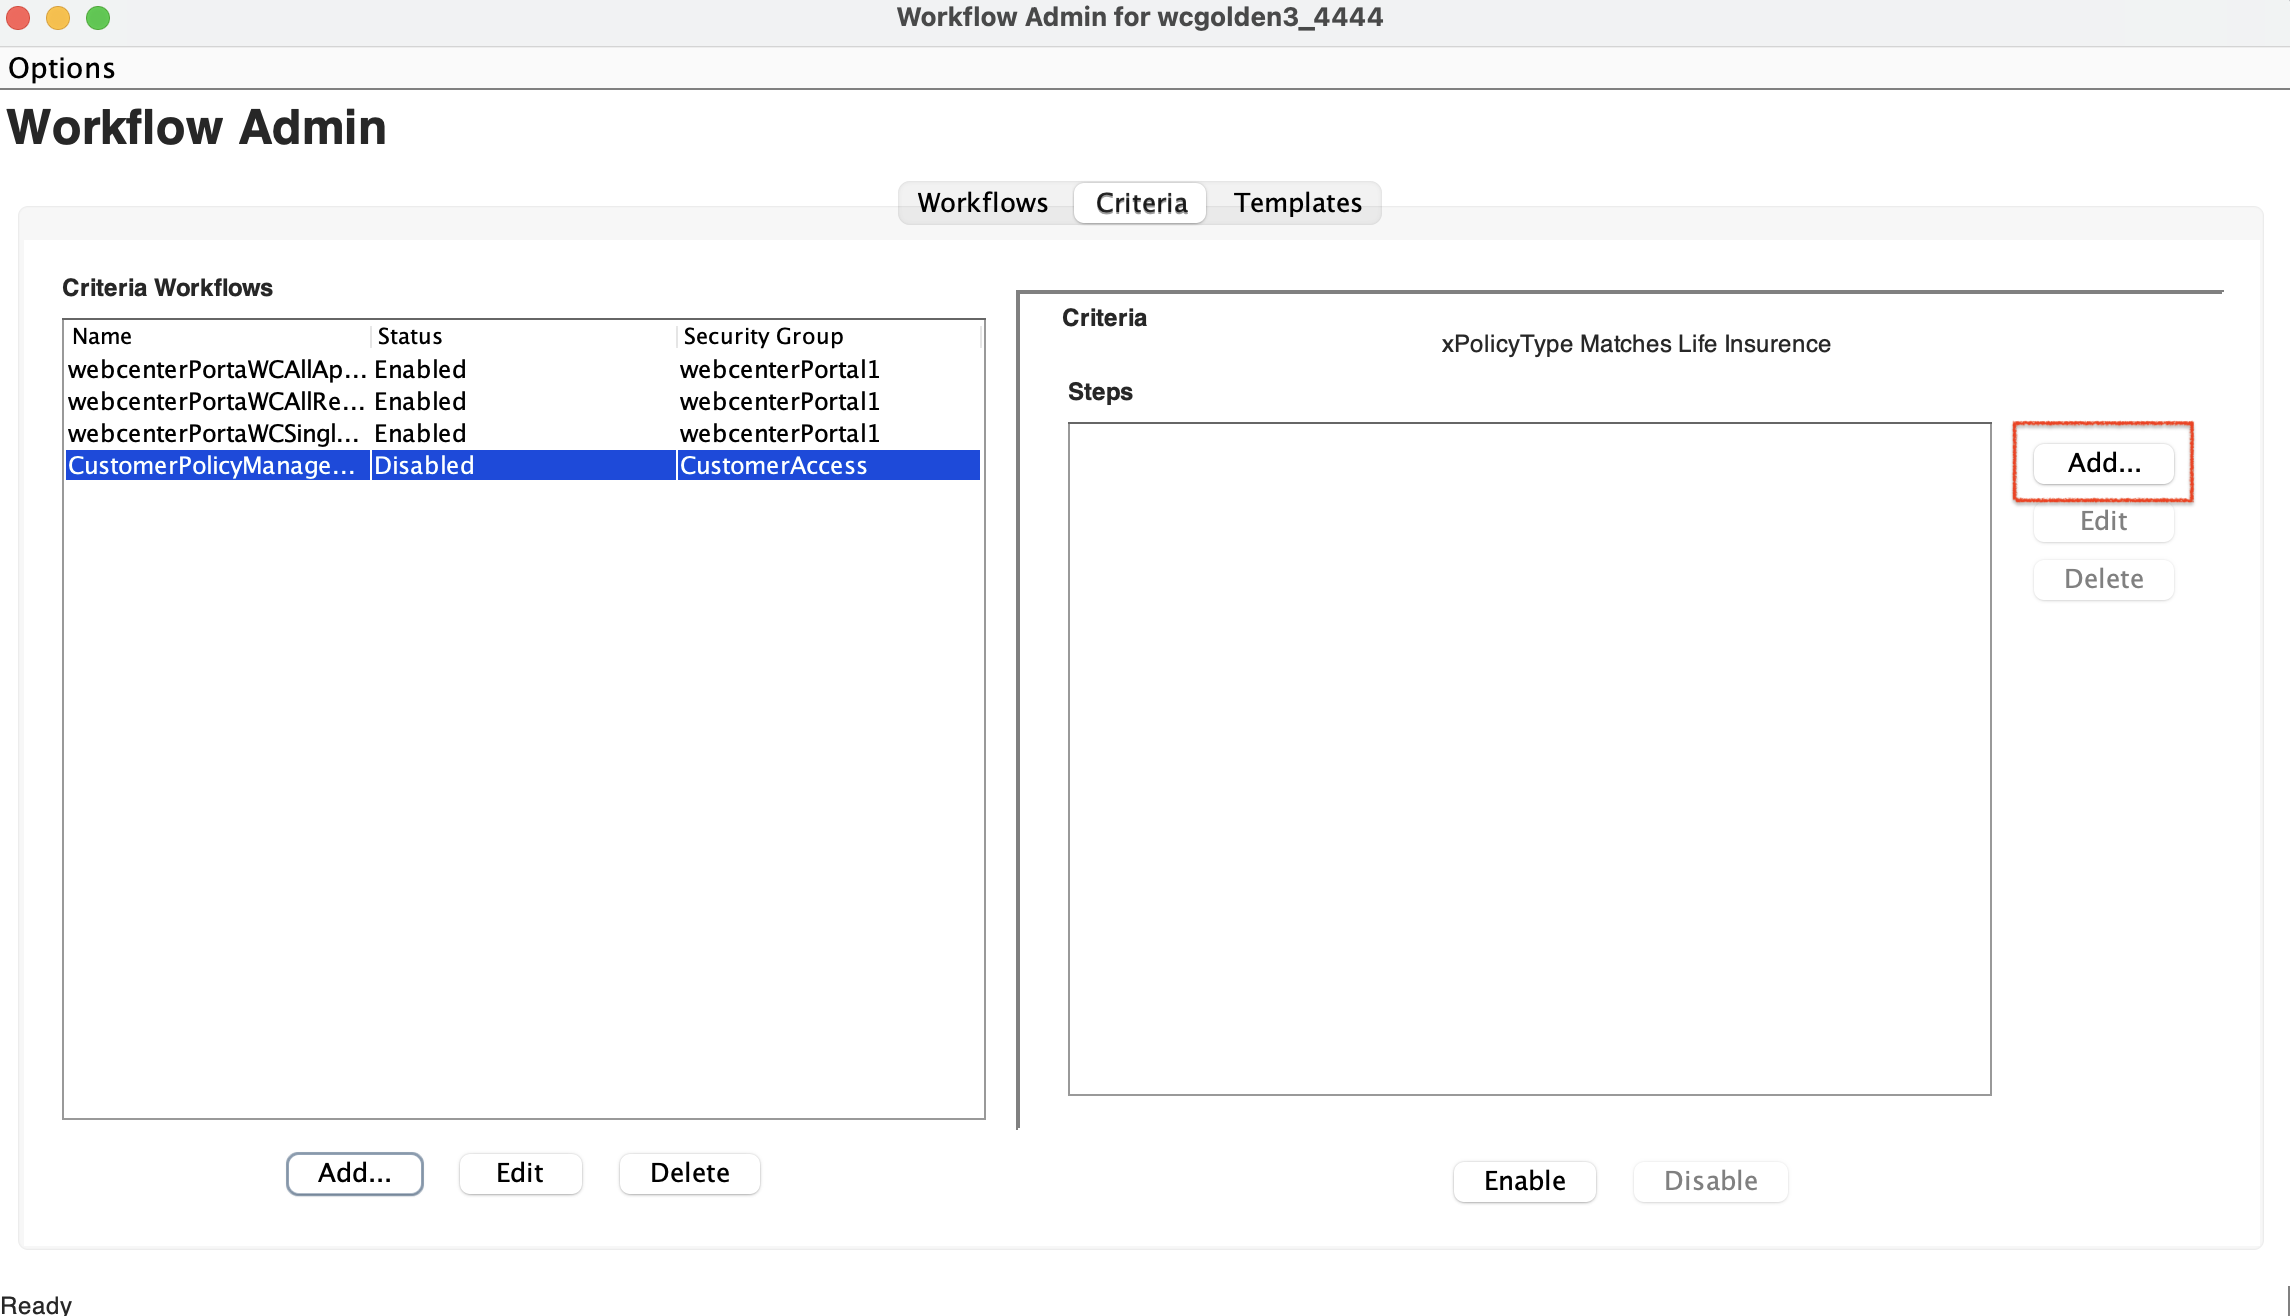 Workflow Admin for wcgolden3_4444
Options
Workflow Admin
Workflows Criteria Templates
Criteria Workflows
Name Status Security Group
webcenterPortaWCAllAp... Enabled webcenterPortal1
webcenterPortaWCAllRe... Enabled webcenterPortal1
webcenterPortaWCSingl... Enabled webcenterPortal1
CustomerPolicyManage... Disabled CustomerAccess
Add... Edit Delete
Criteria
xPolicyType Matches Life Insurence
Steps
Add...
Edit
Delete
Enable Disable
Ready